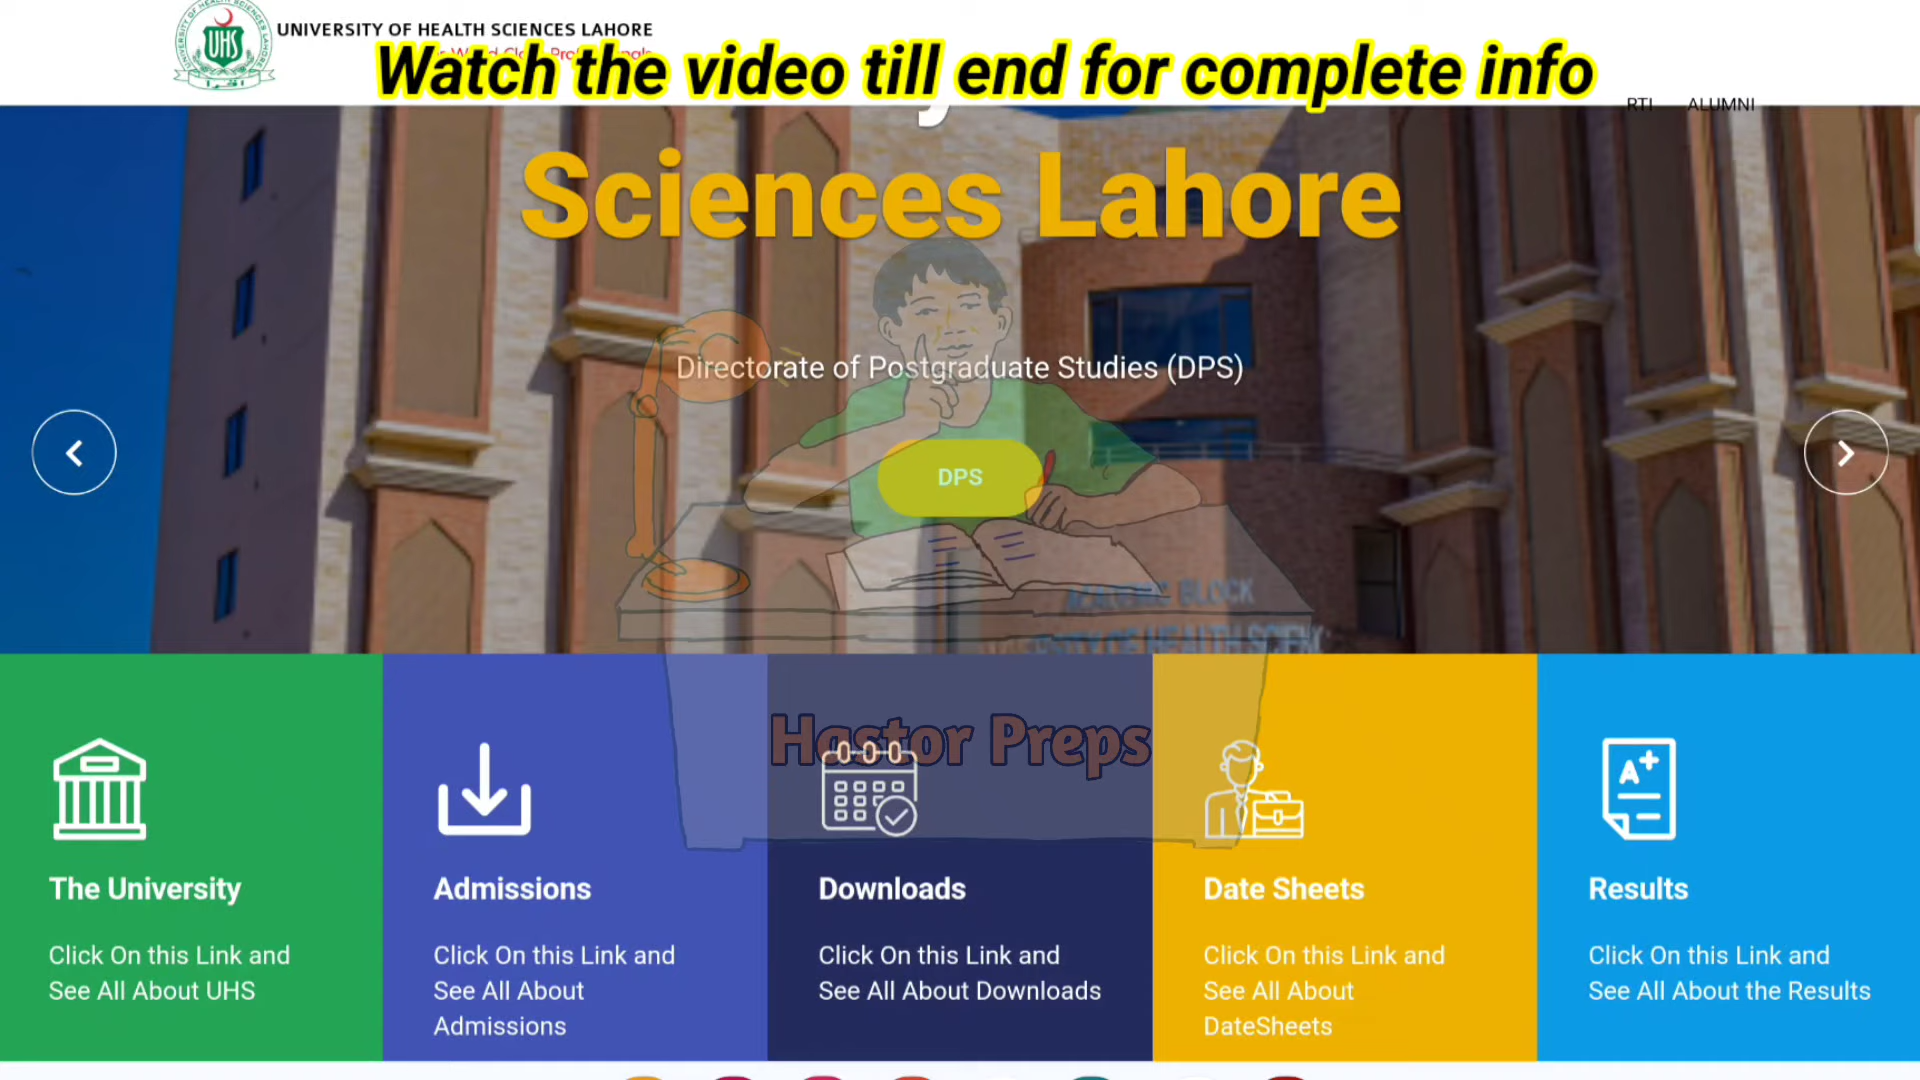 UNIVERSITY OF HEALTH SCIENCES LAHORE
UHS
Watch the video till end for complete info
RTI ALUMNI
Sciences Lahore
Directorate of Postgraduate Studies (DPS)
DPS
ACADEMIC BLOCK
Hastor Preps
A+
The University
Click On this Link and
See All About UHS
Admissions
Click On this Link and
See All About
Admissions
Downloads
Click On this Link and
See All About Downloads
Date Sheets
Click On this Link and
See All About
DateSheets
Results
Click On this Link and
See All About the Results